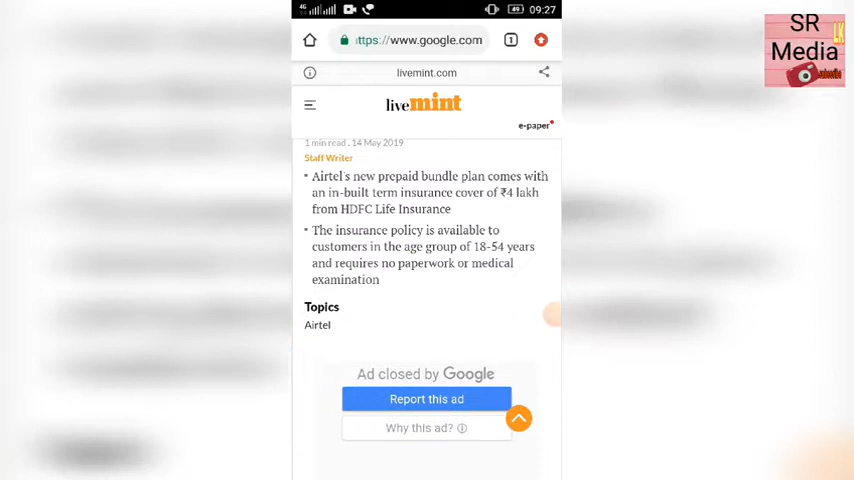 4G
49 09:27
SR
Media
LK
ttps://www.google.com
1
livemint.com
livemint
e-paper
1 min read . 14 May 2019
Staff Writer
Airtel's new prepaid bundle plan comes with
an in-built term insurance cover of ₹4 lakh
from HDFC Life Insurance
The insurance policy is available to
customers in the age group of 18-54 years
and requires no paperwork or medical
examination
Topics
Airtel
Ad closed by Google
Report this ad
Why this ad?